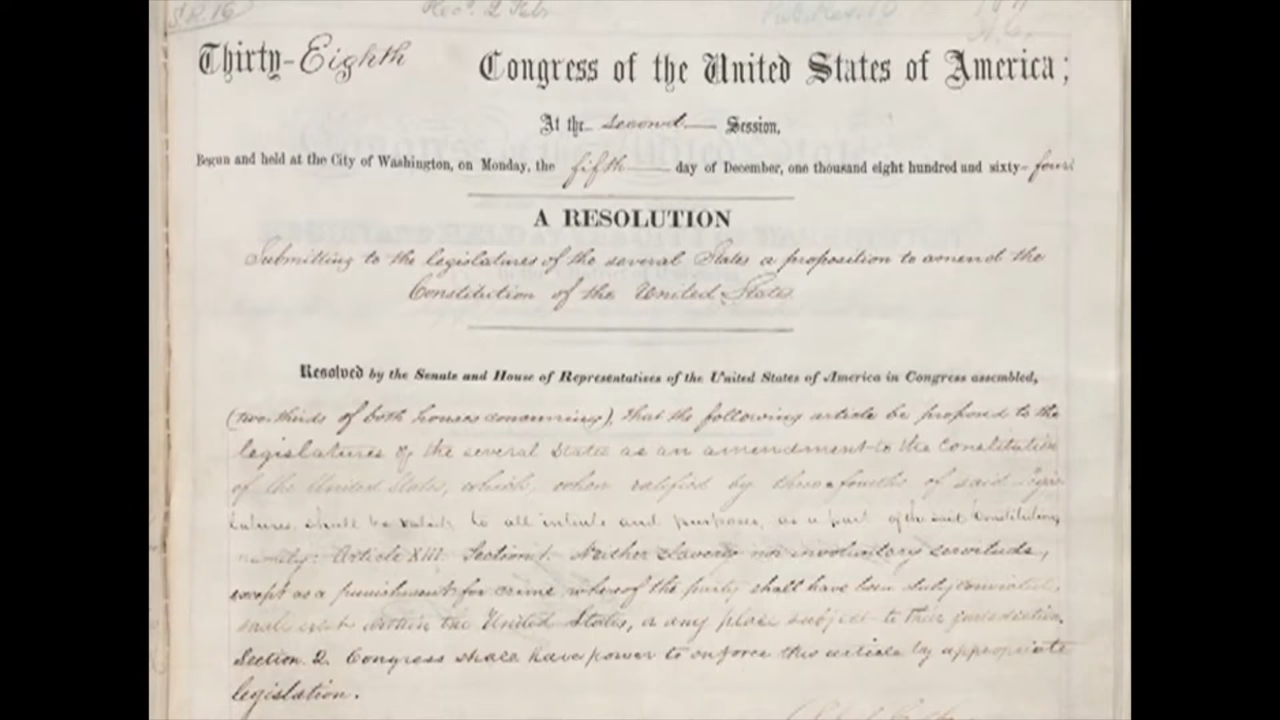 S.R. 16
Thirty-Eighth Congress of the United States of America;
At the second Session,
Begun and held at the City of Washington, on Monday, the fifth day of December, one thousand eight hundred and sixty-four
A RESOLUTION
Submitting to the legislatures of the several States a proposition to amend the
Constitution of the United States
Resolved by the Senate and House of Representatives of the United States of America in Congress assembled,
(two thirds of both houses concurring), that the following article be proposed to the
legislatures of the several States as an amendment to the Constitution
of the United States, which, when ratified by three-fourths of said Legis-
latures, shall be valid, to all intents and purposes, as a part of the said Constitution,
namely: Article XIII. Section 1. Neither slavery nor involuntary servitude,
except as a punishment for crime whereof the party shall have been duly convicted,
shall exist within the United States, or any place subject to their jurisdiction.
Section 2. Congress shall have power to enforce this article by appropriate
legislation.